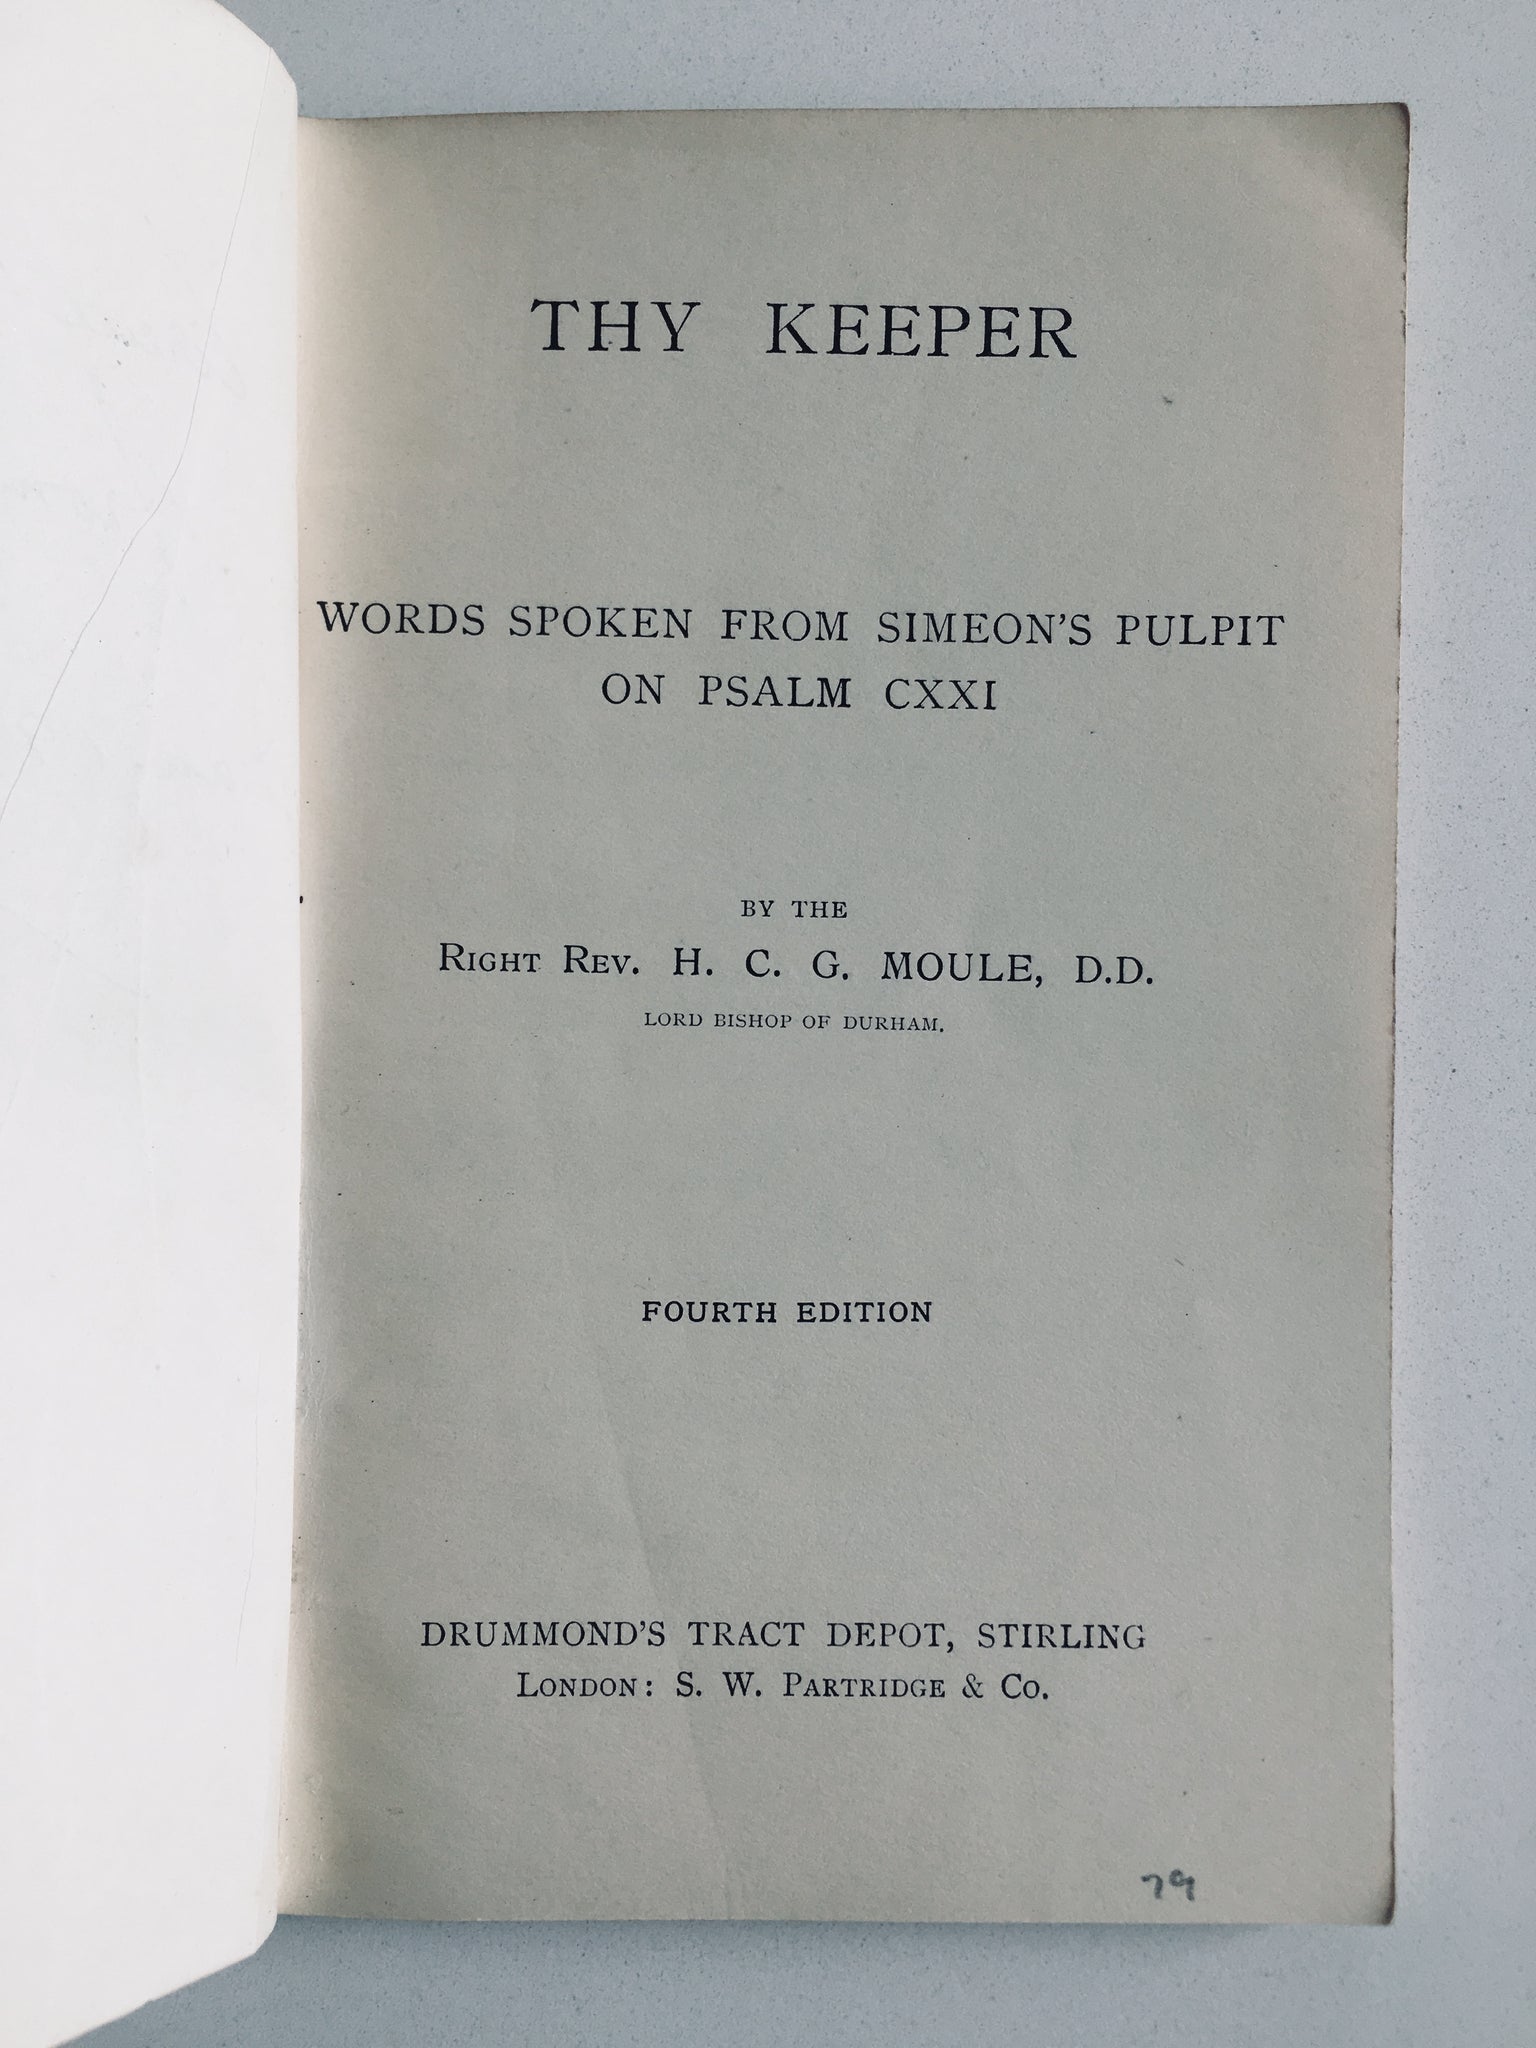 THY KEEPER
WORDS SPOKEN FROM SIMEON'S PULPIT
ON PSALM CXXI
BY THE
RIGHT REV. H. C. G. MOULE, D.D.
LORD BISHOP OF DURHAM.
FOURTH EDITION
DRUMMOND'S TRACT DEPOT, STIRLING
LONDON: S. W. PARTRIDGE & CO.
79